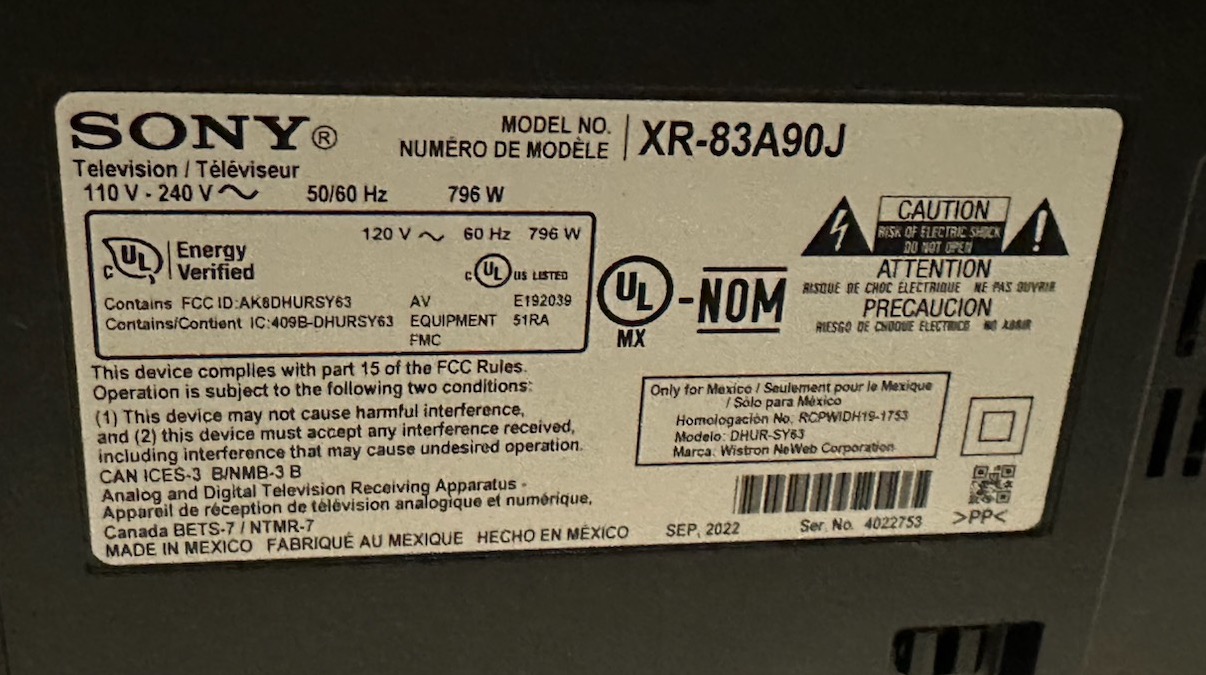 SONY®
MODEL NO.
NUMÉRO DE MODÈLE
XR-83A90J
Television / Téléviseur
110 V - 240 V ~ 50/60 Hz 796 W
120 V ~ 60 Hz 796 W
C UL Energy
Verified
C UL US LISTED
Contains FCC ID:AK8DHURSY63 AV E192039
Contains/Contient IC:409B-DHURSY63 EQUIPMENT 51RA
FMC
UL
MX
-NOM
CAUTION
RISK OF ELECTRIC SHOCK
DO NOT OPEN
ATTENTION
RISQUE DE CHOC ELECTRIQUE NE PAS OUVRIR
PRECAUCION
RIESGO DE CHOQUE ELECTRICO NO ABRIR
This device complies with part 15 of the FCC Rules.
Operation is subject to the following two conditions:
(1) This device may not cause harmful interference,
and (2) this device must accept any interference received,
including interference that may cause undesired operation.
CAN ICES-3 B/NMB-3 B
Analog and Digital Television Receiving Apparatus -
Appareil de réception de télévision analogique et numérique,
Canada BETS-7 / NTMR-7
MADE IN MEXICO FABRIQUÉ AU MEXIQUE HECHO EN MÉXICO
Only for Mexico / Seulement pour le Mexique
/ Sólo para México
Homologación No. RCPWIDH19-1753
Modelo: DHUR-SY63
Marca: Wistron NeWeb Corporation
SEP, 2022 Ser. No. 4022753
>PP<